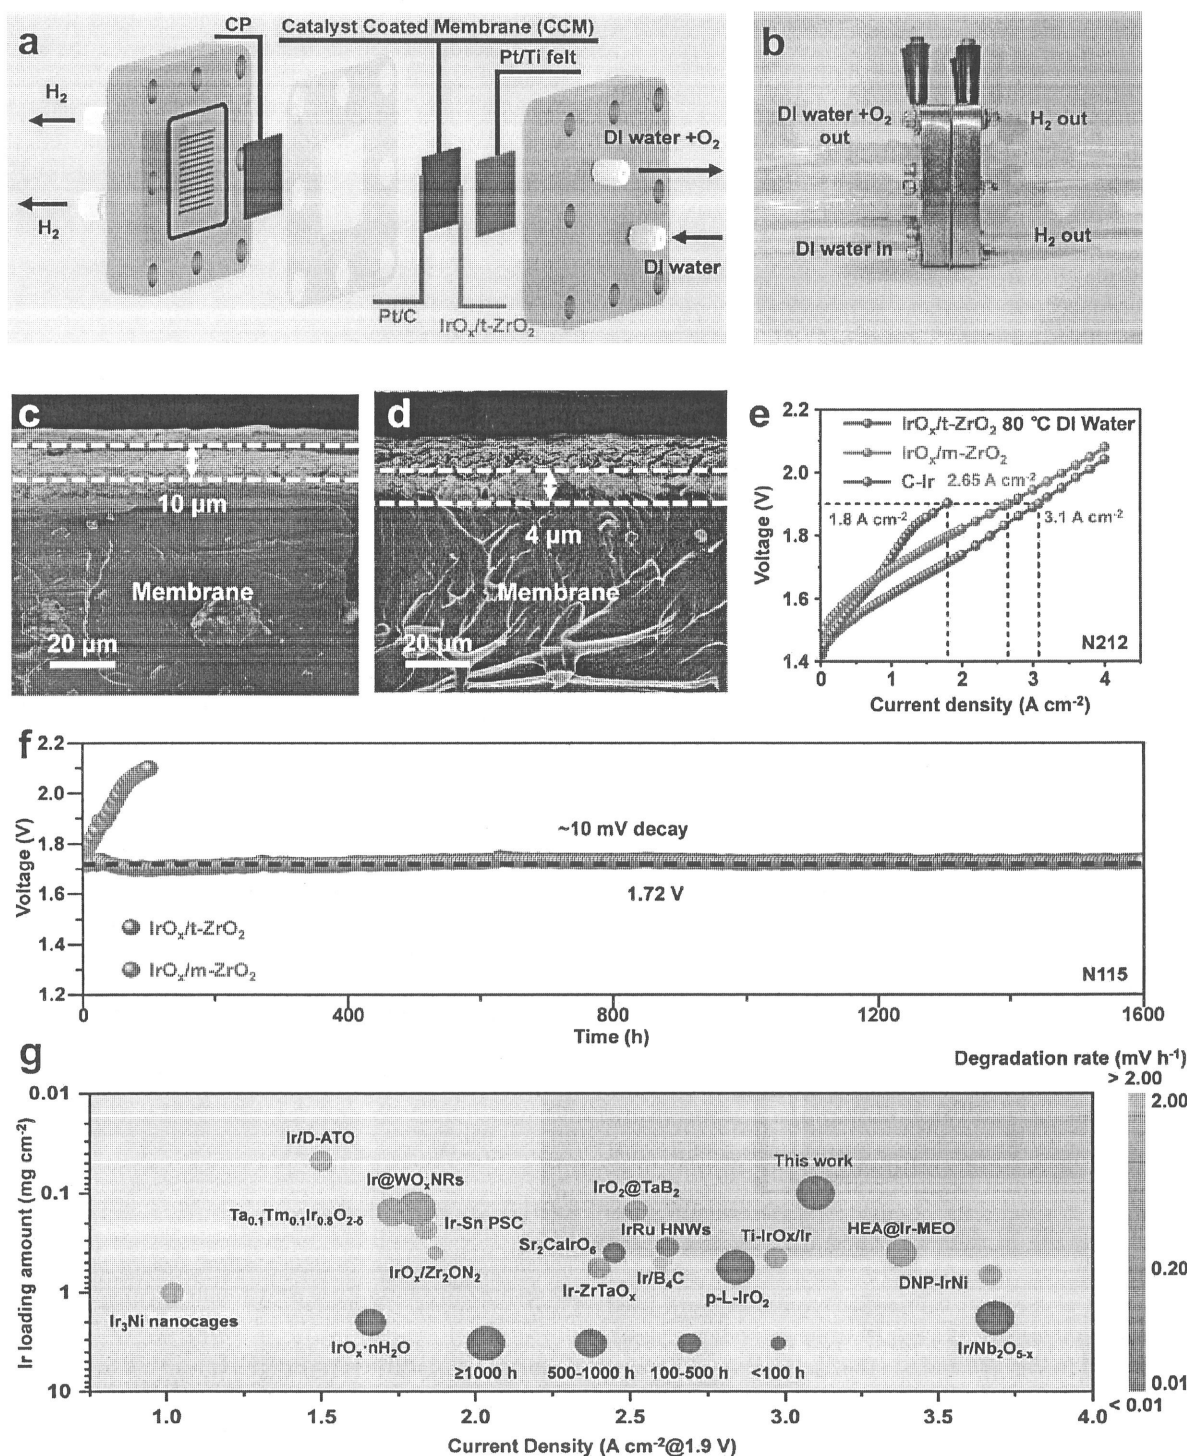 a
CP
Catalyst Coated Membrane (CCM)
Pt/Ti felt
H₂
H₂
DI water +O₂
DI water
Pt/C
IrOₓ/t-ZrO₂
b
DI water +O₂
out
H₂ out
DI water in
H₂ out
c
10 μm
Membrane
20 μm
d
4 μm
Membrane
20 μm
e
2.2
2.0
1.8
1.6
1.4
Voltage (V)
IrOₓ/t-ZrO₂ 80 °C DI Water
IrOₓ/m-ZrO₂
C-Ir 2.65 A cm⁻²
1.8 A cm⁻²
3.1 A cm⁻²
N212
0 1 2 3 4
Current density (A cm⁻²)
f
2.2
2.0
1.8
1.6
1.4
1.2
Voltage (V)
~10 mV decay
1.72 V
IrOₓ/t-ZrO₂
IrOₓ/m-ZrO₂
N115
0 400 800 1200 1600
Time (h)
g
Degradation rate (mV h⁻¹)
> 2.00
2.00
0.20
0.01
< 0.01
0.01
0.1
1
10
Ir loading amount (mg cm⁻²)
Ir/D-ATO
Ir@WOₓNRs
Ta₀.₁Tm₀.₁Ir₀.₈O₂₋δ
Ir-Sn PSC
IrOₓ/Zr₂ON₂
Ir₃Ni nanocages
IrOₓ·nH₂O
This work
IrO₂@TaB₂
IrRu HNWs
Sr₂CaIrO₆
Ti-IrOx/Ir
HEA@Ir-MEO
Ir-ZrTaOₓ
Ir/B₄C
p-L-IrO₂
DNP-IrNi
Ir/Nb₂O₅₋ₓ
≥1000 h 500-1000 h 100-500 h <100 h
1.0 1.5 2.0 2.5 3.0 3.5 4.0
Current Density (A cm⁻²@1.9 V)